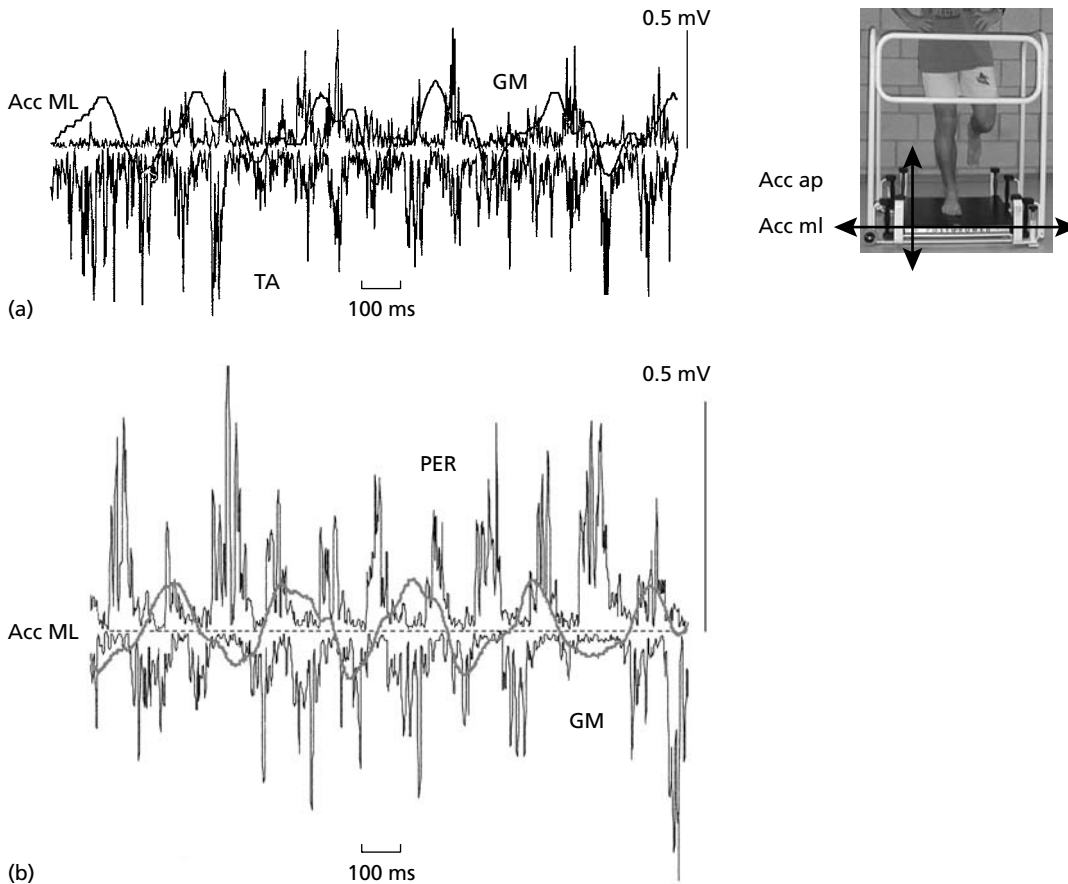 0.5 mV
GM
Acc ML
TA
100 ms
(a)
Acc ap
Acc ml
0.5 mV
PER
Acc ML
GM
100 ms
(b)